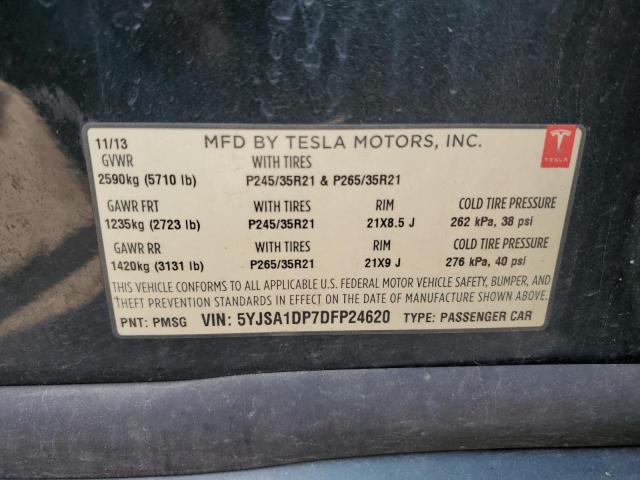 11/13 MFD BY TESLA MOTORS, INC.
GVWR WITH TIRES
2590kg (5710 lb) P245/35R21 & P265/35R21
TESLA
GAWR FRT WITH TIRES RIM COLD TIRE PRESSURE
1235kg (2723 lb) P245/35R21 21X8.5 J 262 kPa, 38 psi
GAWR RR WITH TIRES RIM COLD TIRE PRESSURE
1420kg (3131 lb) P265/35R21 21X9 J 276 kPa, 40 psi
THIS VEHICLE CONFORMS TO ALL APPLICABLE U.S. FEDERAL MOTOR VEHICLE SAFETY, BUMPER, AND
THEFT PREVENTION STANDARDS IN EFFECT ON THE DATE OF MANUFACTURE SHOWN ABOVE.
PNT: PMSG VIN: 5YJSA1DP7DFP24620 TYPE: PASSENGER CAR